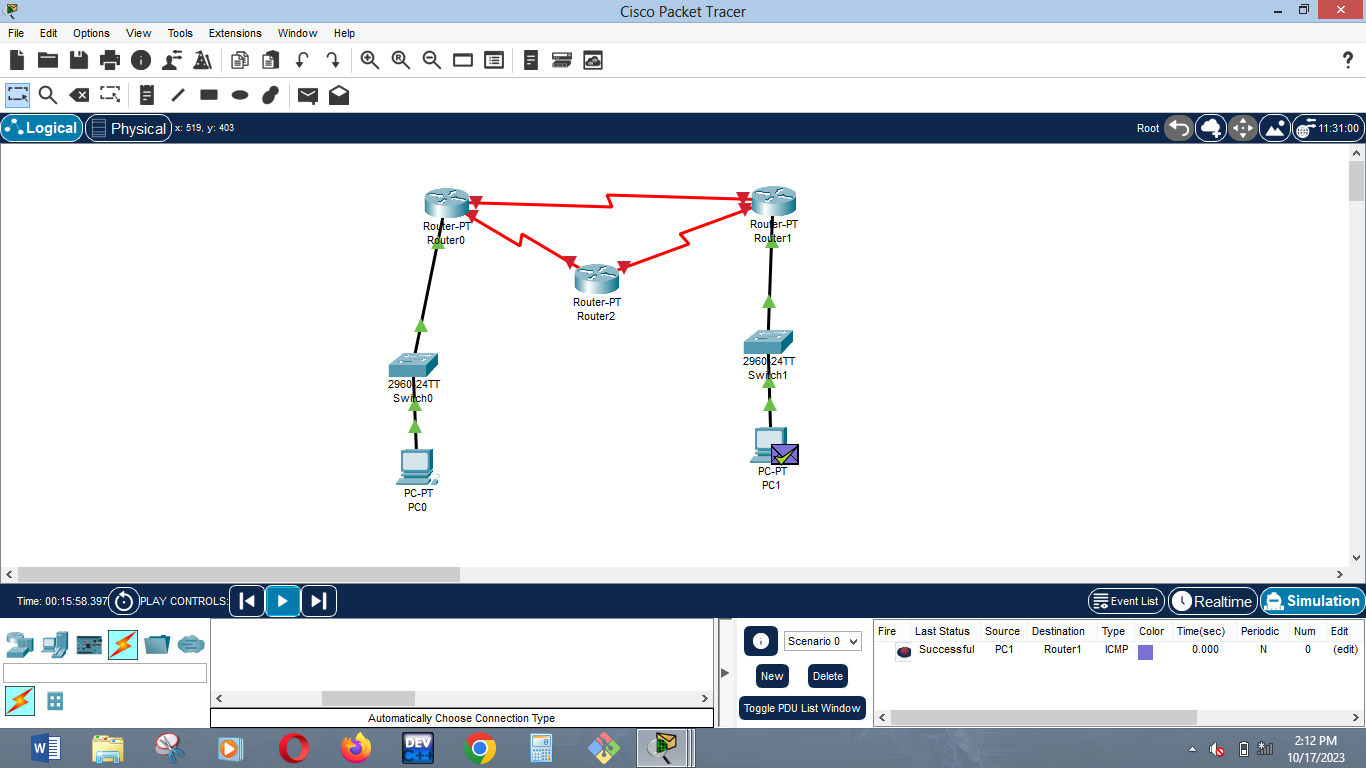 Cisco Packet Tracer
File Edit Options View Tools Extensions Window Help
Logical Physical x: 519, y: 403 Root 11:31:00
Router-PT
Router0
Router-PT
Router1
Router-PT
Router2
2960-24TT
Switch0
2960-24TT
Switch1
PC-PT
PC0
PC-PT
PC1
Time: 00:15:58.397 PLAY CONTROLS: Event List Realtime Simulation
Scenario 0
New Delete
Toggle PDU List Window
Fire Last Status Source Destination Type Color Time(sec) Periodic Num Edit
Successful PC1 Router1 ICMP 0.000 N 0 (edit)
Automatically Choose Connection Type
W DEV C++
2:12 PM
10/17/2023